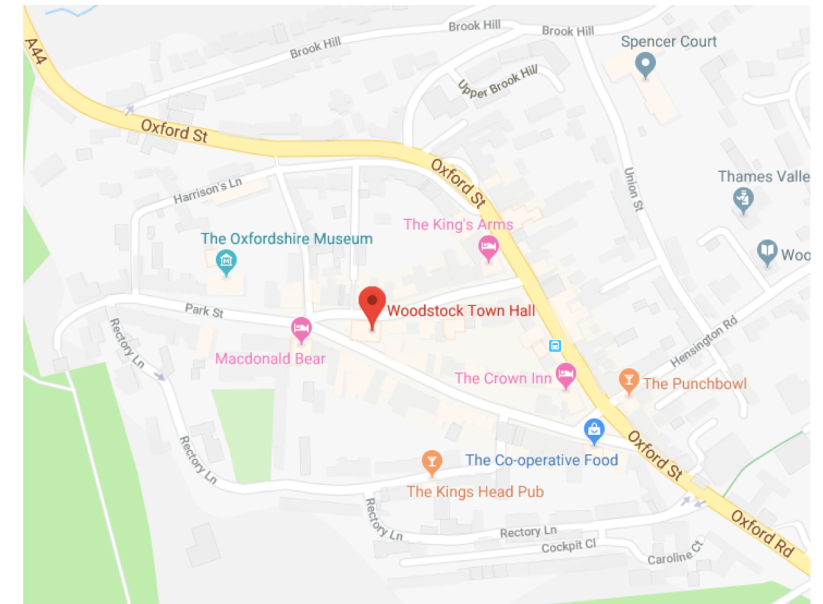 Brook Hill
Brook Hill
Brook Hill
A44
Spencer Court
Upper Brook Hill
Oxford St
Oxford St
Union St
Thames Valle
Harrison's Ln
The King's Arms
The Oxfordshire Museum
Woo
Park St
Woodstock Town Hall
Rectory Ln
Macdonald Bear
Hensington Rd
The Crown Inn
The Punchbowl
Rectory Ln
The Co-operative Food
Oxford St
The Kings Head Pub
Rectory Ln
Rectory Ln
Oxford Rd
Cockpit Cl
Caroline Ct